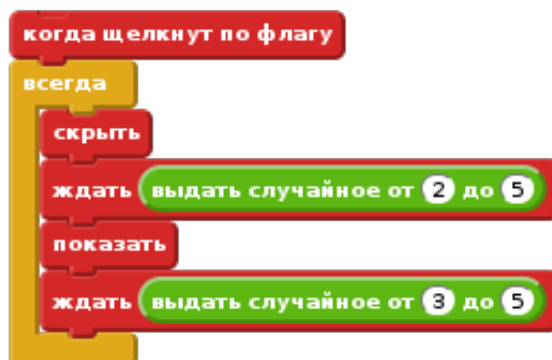 когда щелкнут по флагу
всегда
скрыть
ждать выдать случайное от 2 до 5
показать
ждать выдать случайное от 3 до 5